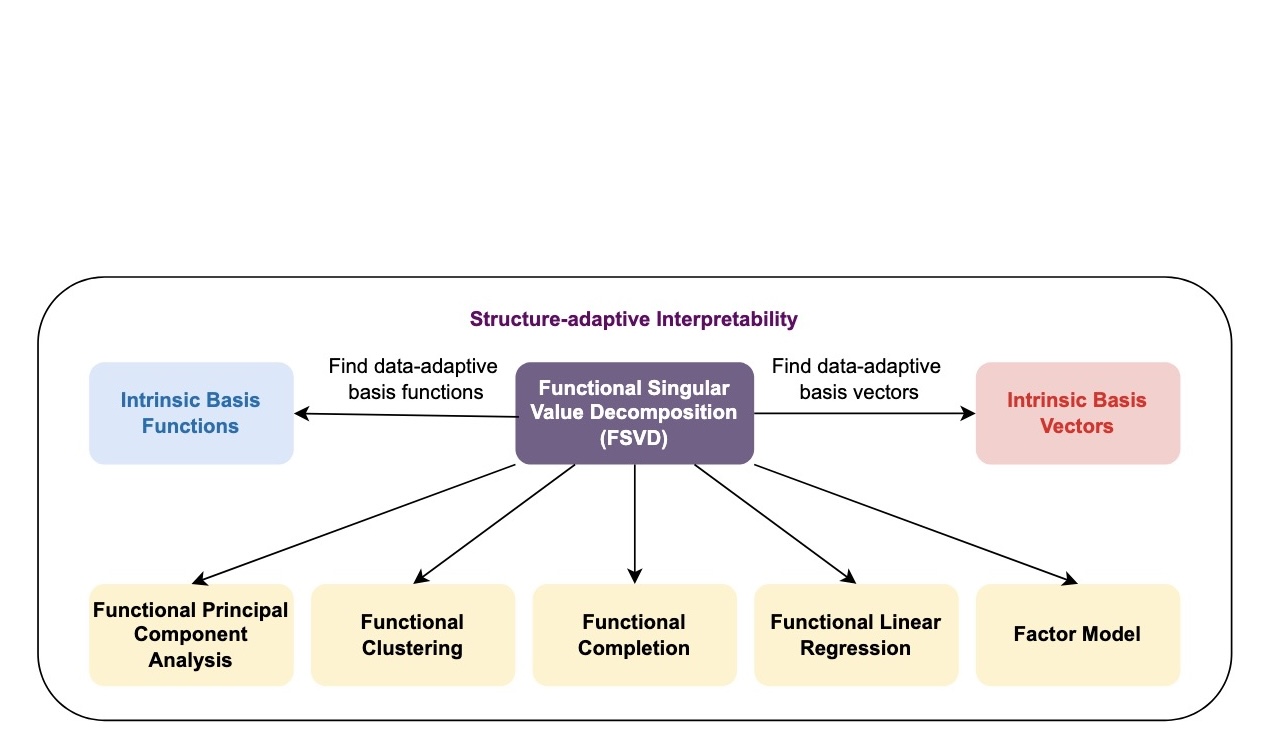 Structure-adaptive Interpretability
Find data-adaptive
basis functions
Find data-adaptive
basis vectors
Intrinsic Basis
Functions
Functional Singular
Value Decomposition
(FSVD)
Intrinsic Basis
Vectors
Functional Principal
Component
Analysis
Functional
Clustering
Functional
Completion
Functional Linear
Regression
Factor Model